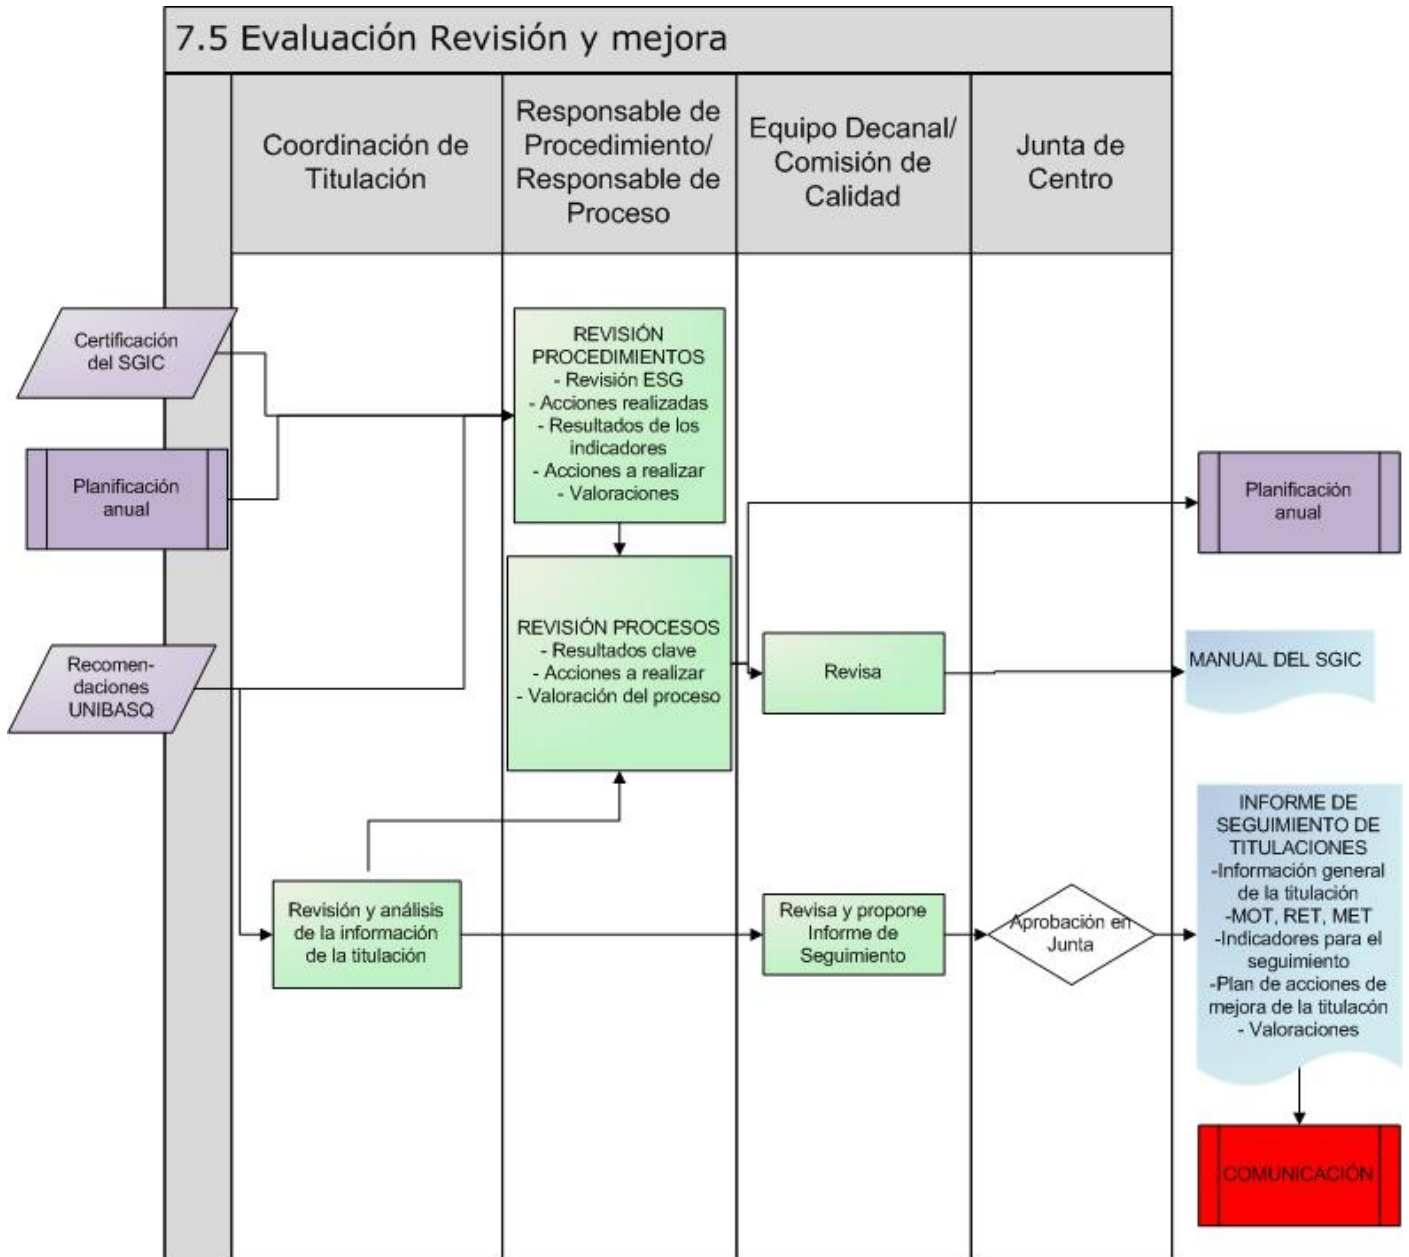 7.5 Evaluación Revisión y mejora
Coordinación de
Titulación
Responsable de
Procedimiento/
Responsable de
Proceso
Equipo Decanal/
Comisión de
Calidad
Junta de
Centro
Certificación
del SGIC
Planificación
anual
Recomen-
daciones
UNIBASQ
REVISIÓN
PROCEDIMIENTOS
- Revisión ESG
- Acciones realizadas
- Resultados de los
indicadores
- Acciones a realizar
- Valoraciones
REVISIÓN PROCESOS
- Resultados clave
- Acciones a realizar
- Valoración del proceso
Revisa
Planificación
anual
MANUAL DEL SGIC
Revisión y análisis
de la información
de la titulación
Revisa y propone
Informe de
Seguimiento
Aprobación en
Junta
INFORME DE
SEGUIMIENTO DE
TITULACIONES
-Información general
de la titulación
-MOT, RET, MET
-Indicadores para el
seguimiento
-Plan de acciones de
mejora de la titulacón
- Valoraciones
COMUNICACIÓN